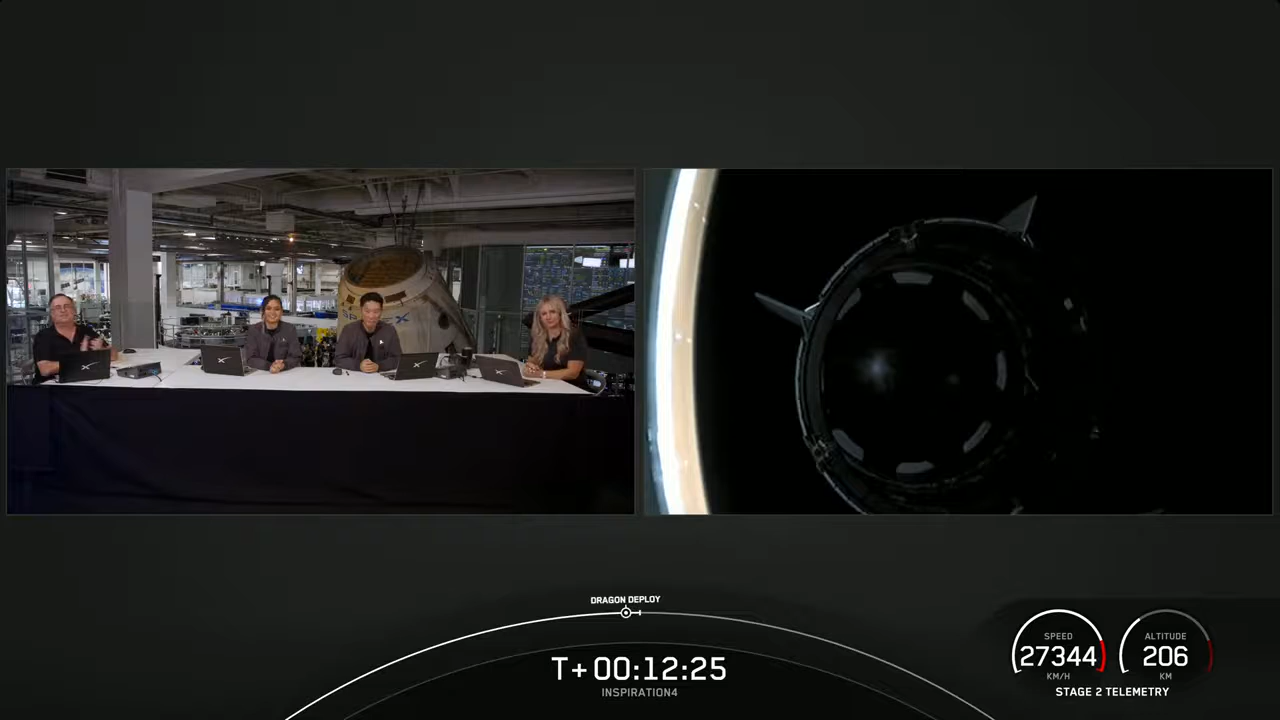 DRAGON DEPLOY
T+00:12:25
INSPIRATION4
SPEED
27344
KM/H
ALTITUDE
206
KM
STAGE 2 TELEMETRY